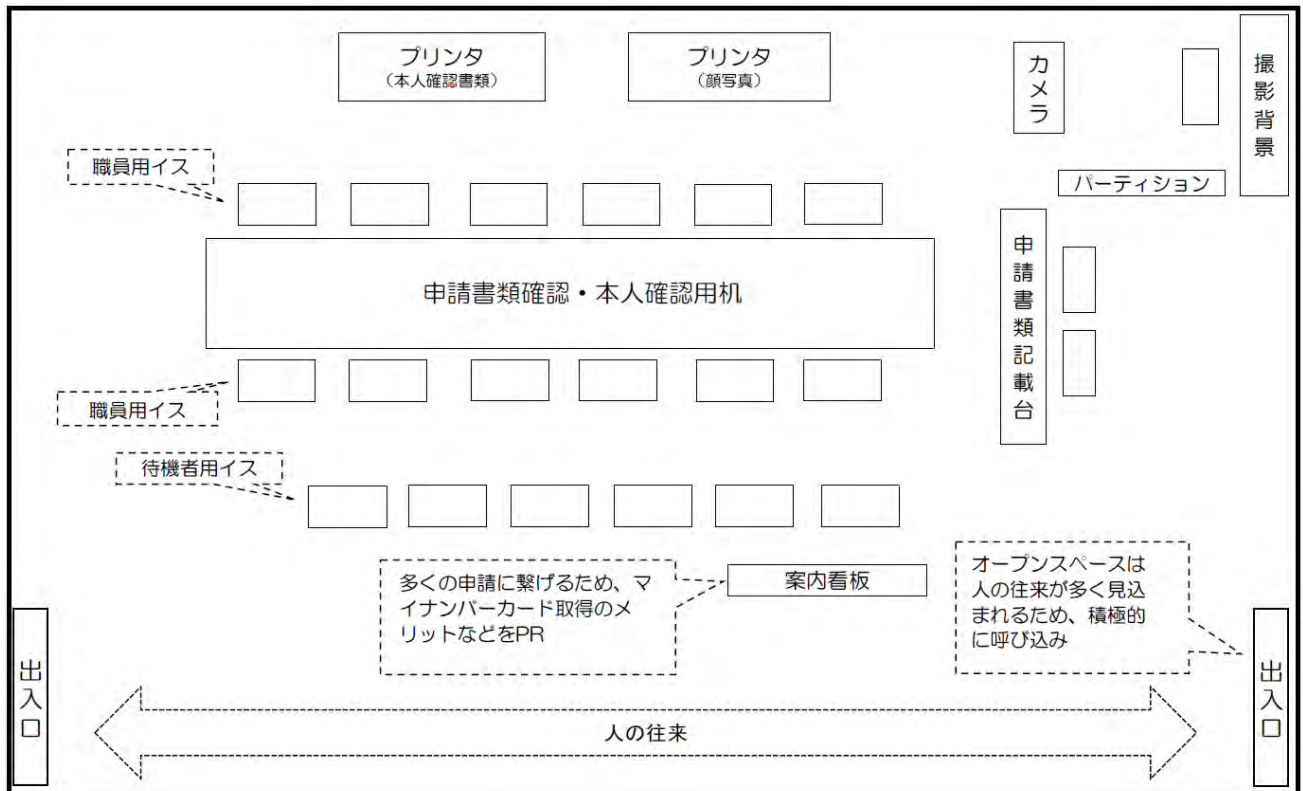 プリンタ
（本人確認書類）
プリンタ
（顔写真）
カメラ
撮影背景
職員用イス
パーティション
申請書類確認・本人確認用机
申請書類記載台
職員用イス
待機者用イス
多くの申請に繋げるため、マ
イナンバーカード取得のメ
リットなどをPR
案内看板
オープンスペースは
人の往来が多く見込
まれるため、積極的
に呼び込み
出入口
人の往来
出入口